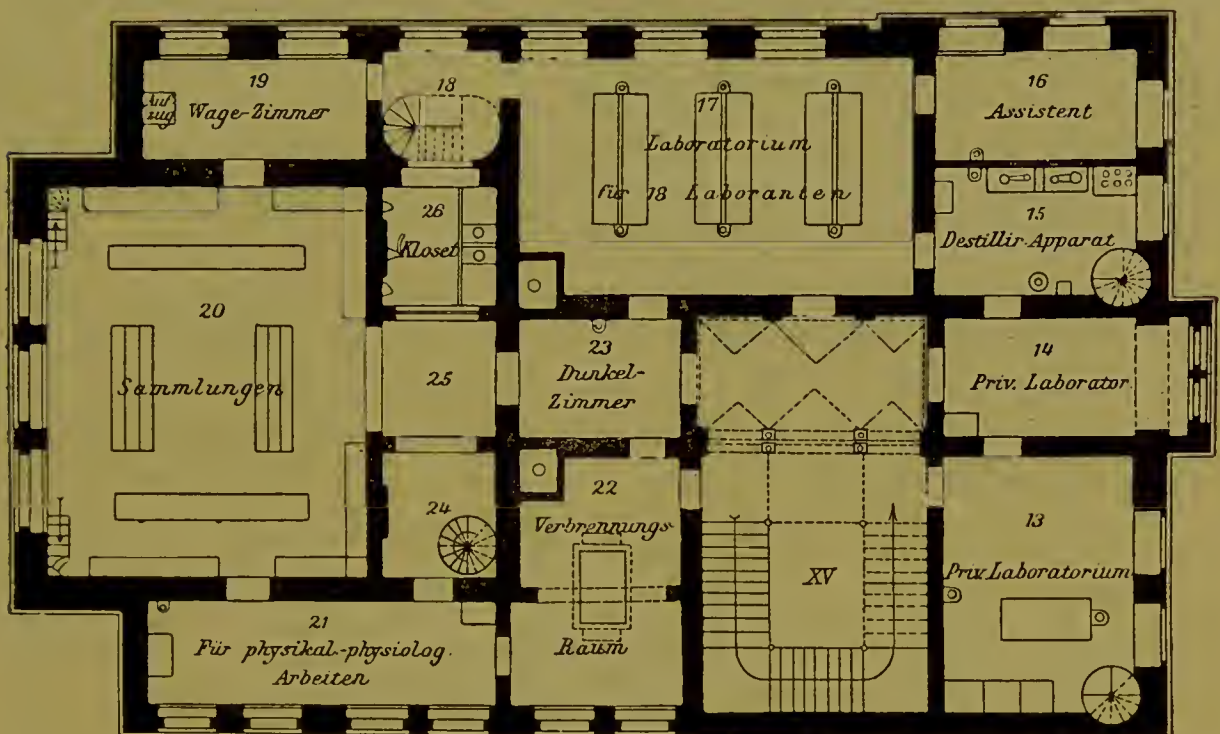 19
Auf
zug
Wage-Zimmer
18
17
Laboratorium
für 18 Laboranten
16
Assistent
15
Destillir-Apparat
26
Kloset
20
Sammlungen
25
23
Dunkel-
Zimmer
14
Priv. Laborator.
24
22
Verbrennungs-
Raum
XV
13
Priv. Laboratorium
21
Für physikal-physiolog.
Arbeiten